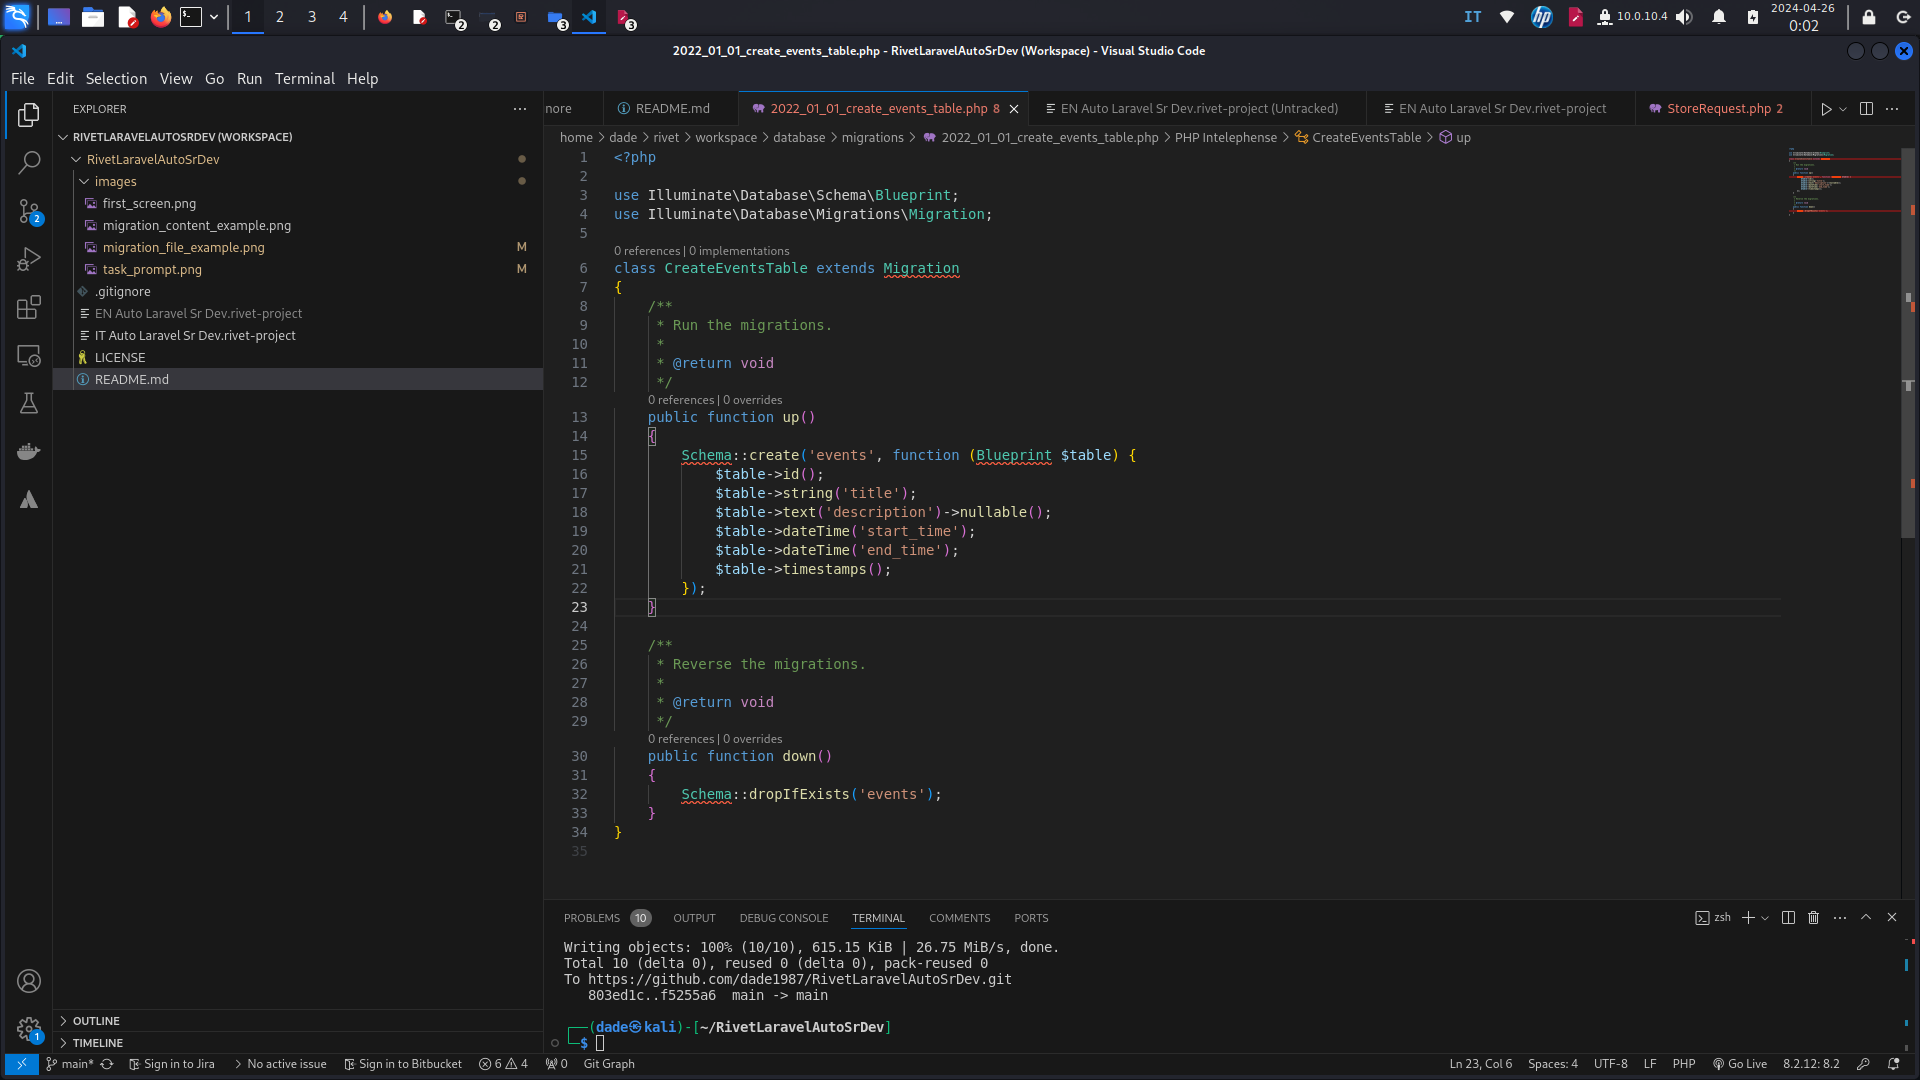 1 2 3 4
2 2 3 3
IT
hp
10.0.10.4
2024-04-26
0:02
2022_01_01_create_events_table.php - RivetLaravelAutoSrDev (Workspace) - Visual Studio Code
File Edit Selection View Go Run Terminal Help
EXPLORER
RIVETLARAVELAUTOSRDEV (WORKSPACE)
RivetLaravelAutoSrDev
images
first_screen.png
migration_content_example.png
migration_file_example.png M
task_prompt.png M
.gitignore
EN Auto Laravel Sr Dev.rivet-project
IT Auto Laravel Sr Dev.rivet-project
LICENSE
README.md
OUTLINE
TIMELINE
2
1
nore README.md 2022_01_01_create_events_table.php 8 EN Auto Laravel Sr Dev.rivet-project (Untracked) EN Auto Laravel Sr Dev.rivet-project StoreRequest.php 2
home > dade > rivet > workspace > database > migrations > 2022_01_01_create_events_table.php > PHP Intelephense > CreateEventsTable > up
1 <?php
2
3 use Illuminate\Database\Schema\Blueprint;
4 use Illuminate\Database\Migrations\Migration;
5
0 references | 0 implementations
6 class CreateEventsTable extends Migration
7 {
8 /**
9 * Run the migrations.
10 *
11 * @return void
12 */
0 references | 0 overrides
13 public function up()
14 {
15 Schema::create('events', function (Blueprint $table) {
16 $table->id();
17 $table->string('title');
18 $table->text('description')->nullable();
19 $table->dateTime('start_time');
20 $table->dateTime('end_time');
21 $table->timestamps();
22 });
23 }
24
25 /**
26 * Reverse the migrations.
27 *
28 * @return void
29 */
0 references | 0 overrides
30 public function down()
31 {
32 Schema::dropIfExists('events');
33 }
34 }
35
PROBLEMS 10 OUTPUT DEBUG CONSOLE TERMINAL COMMENTS PORTS zsh
Writing objects: 100% (10/10), 615.15 KiB | 26.75 MiB/s, done.
Total 10 (delta 0), reused 0 (delta 0), pack-reused 0
To https://github.com/dade1987/RivetLaravelAutoSrDev.git
803ed1c..f5255a6 main -> main
(dade㉿kali)-[~/RivetLaravelAutoSrDev]
$
main* Sign in to Jira No active issue Sign in to Bitbucket 6 4 0 Git Graph Ln 23, Col 6 Spaces: 4 UTF-8 LF PHP Go Live 8.2.12: 8.2